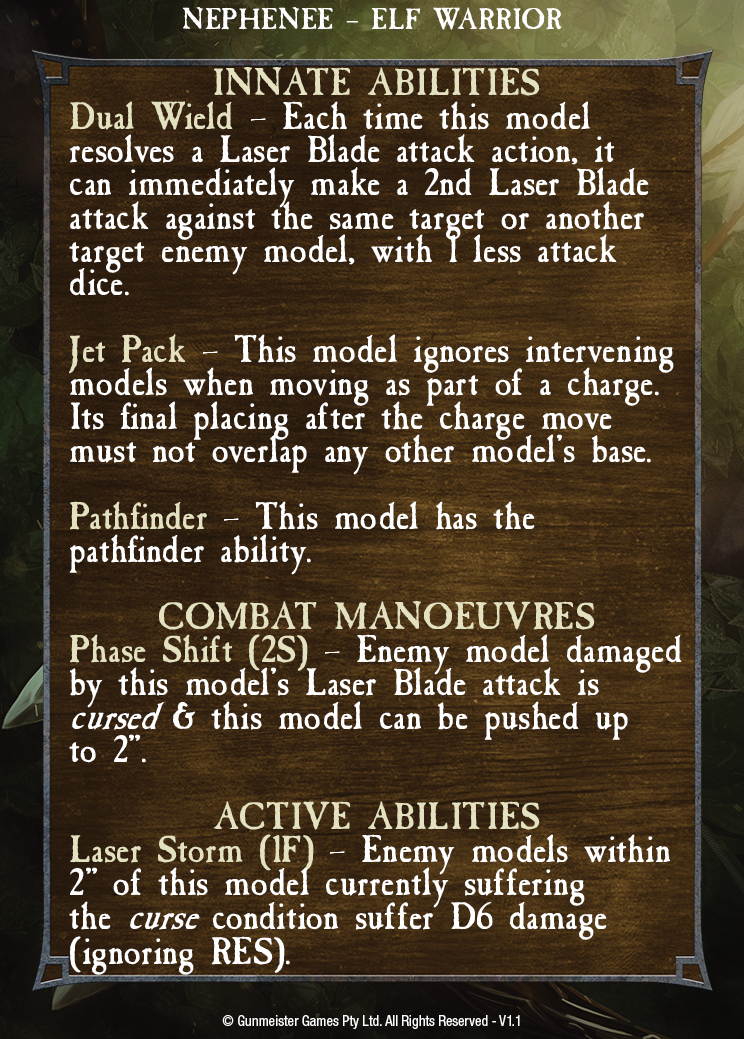 NEPHENEE – ELF WARRIOR
INNATE ABILITIES
Dual Wield – Each time this model
resolves a Laser Blade attack action, it
can immediately make a 2nd Laser Blade
attack against the same target or another
target enemy model, with 1 less attack
dice.
Jet Pack – This model ignores intervening
models when moving as part of a charge.
Its final placing after the charge move
must not overlap any other model's base.
Pathfinder – This model has the
pathfinder ability.
COMBAT MANOEUVRES
Phase Shift (2S) – Enemy model damaged
by this model's Laser Blade attack is
cursed & this model can be pushed up
to 2”.
ACTIVE ABILITIES
Laser Storm (1F) – Enemy models within
2” of this model currently suffering
the curse condition suffer D6 damage
(ignoring RES).
© Gunmeister Games Pty Ltd. All Rights Reserved - V1.1